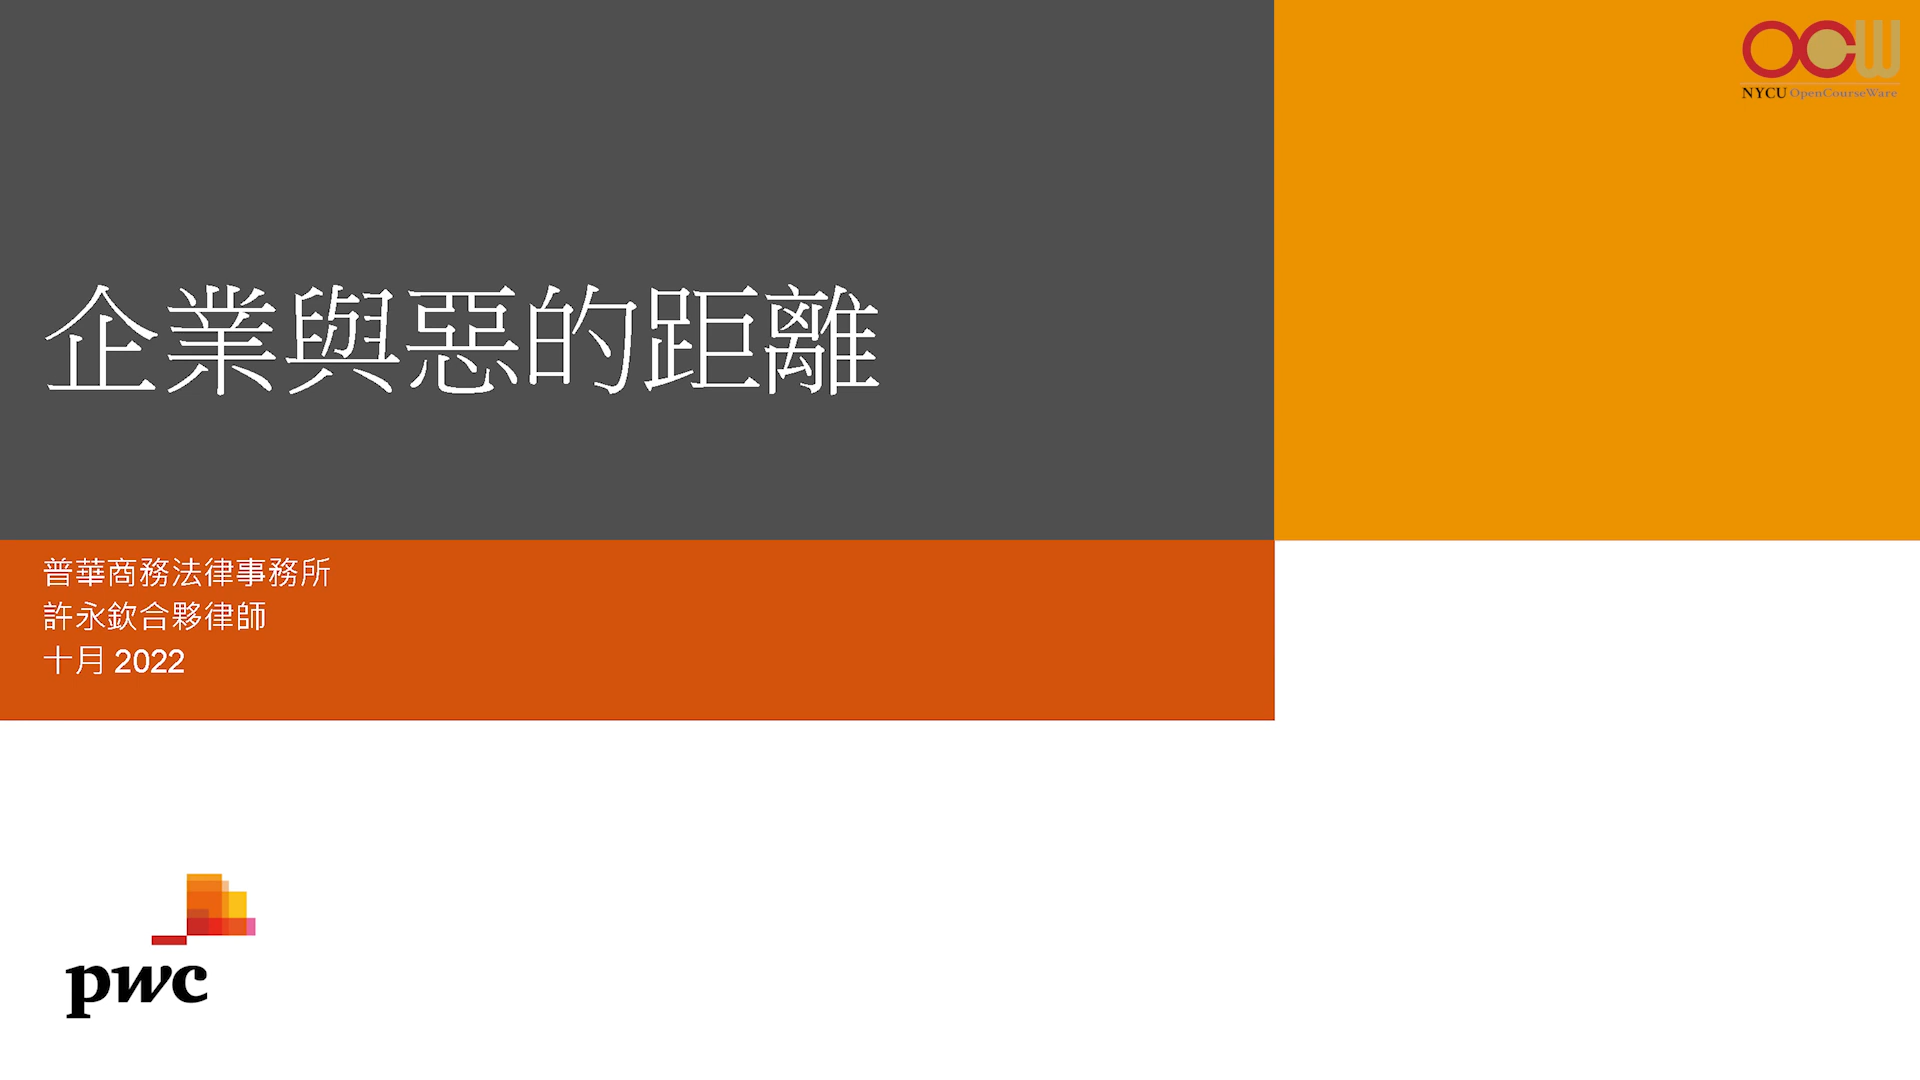 OCW
NYCU OpenCourseWare
企業與惡的距離
普華商務法律事務所
許永欽合夥律師
十月 2022
pwc